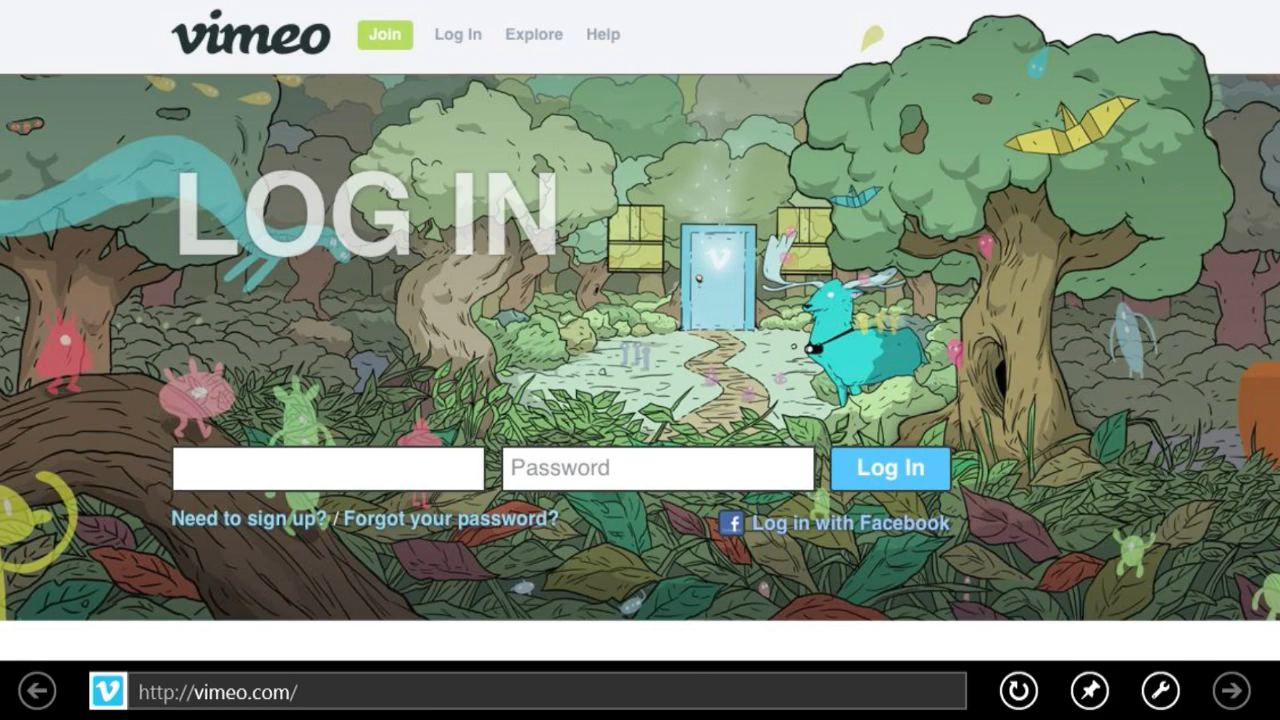 vimeo Join Log In Explore Help
LOG IN
Password Log In
Need to sign up? / Forgot your password? f Log in with Facebook
http://vimeo.com/